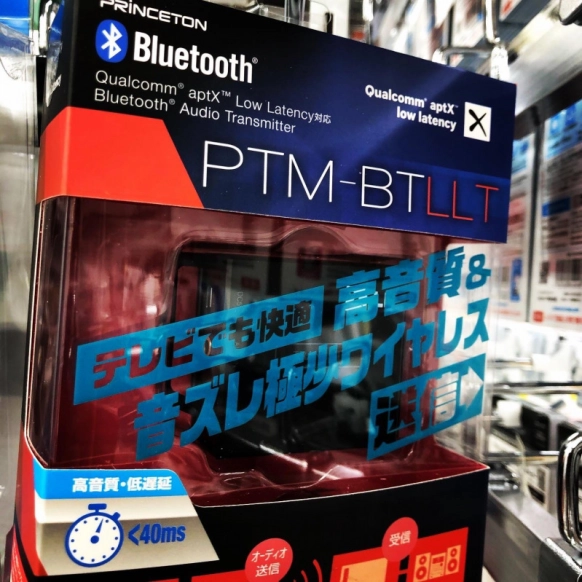 PRINCETON
Bluetooth®
Qualcomm® aptX™ Low Latency対応
Bluetooth® Audio Transmitter
Qualcomm® aptX™
low latency
PTM-BTLLT
テレビでも快適
高音質&
音ズレ極少ワイヤレス
送信
高音質・低遅延
<40ms
オーディオ
送信
受信